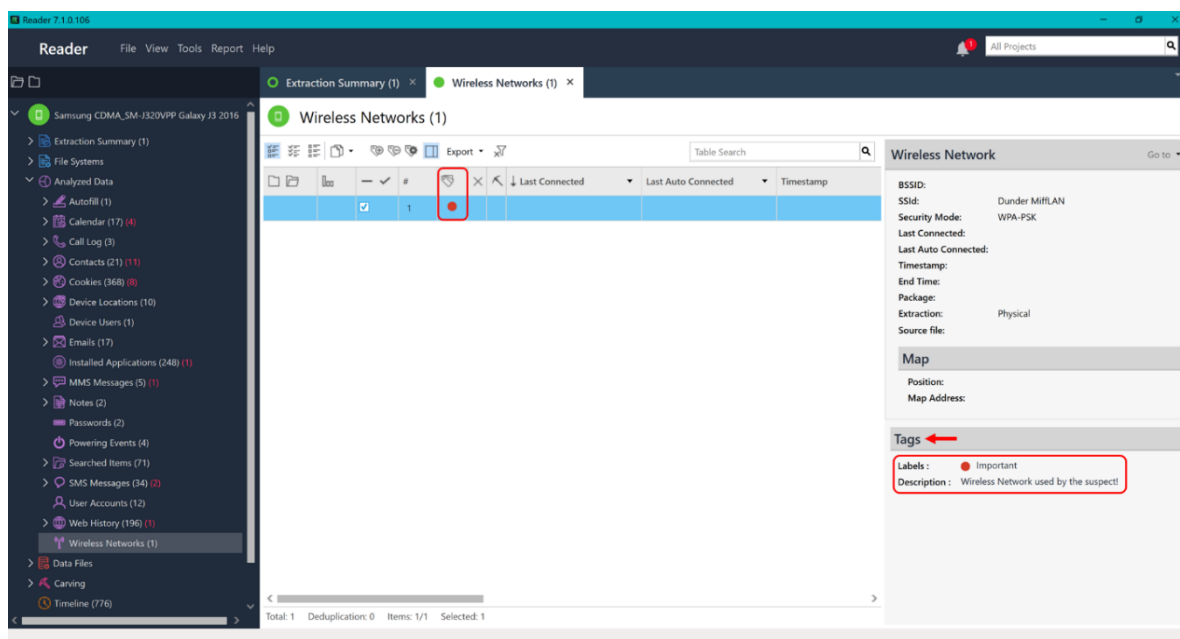 Reader 7.1.0.106
Reader File View Tools Report Help
1
All Projects
Extraction Summary (1) × Wireless Networks (1) ×
Samsung CDMA_SM-J320VPP Galaxy J3 2016
Extraction Summary (1)
File Systems
Analyzed Data
Autofill (1)
Calendar (17) (4)
Call Log (3)
Contacts (21) (11)
Cookies (368) (8)
Device Locations (10)
Device Users (1)
Emails (17)
Installed Applications (248) (1)
MMS Messages (5) (1)
Notes (2)
Passwords (2)
Powering Events (4)
Searched Items (71)
SMS Messages (34) (2)
User Accounts (12)
Web History (196) (1)
Wireless Networks (1)
Data Files
Carving
Timeline (776)
Wireless Networks (1)
Export
Table Search
# Last Connected Last Auto Connected Timestamp
1
Total: 1 Deduplication: 0 Items: 1/1 Selected: 1
Wireless Network Go to
BSSID:
SSId: Dunder MiffLAN
Security Mode: WPA-PSK
Last Connected:
Last Auto Connected:
Timestamp:
End Time:
Package:
Extraction: Physical
Source file:
Map
Position:
Map Address:
Tags
Labels : Important
Description : Wireless Network used by the suspect!